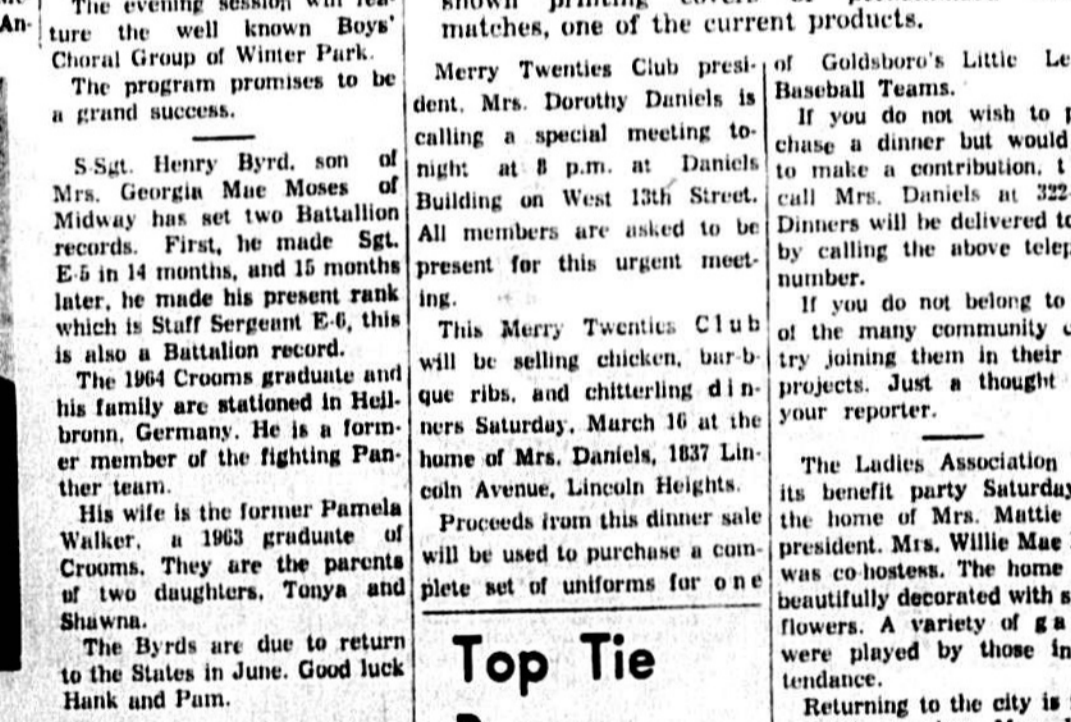 An-
The evening session will fea-
ture the well known Boys'
Choral Group of Winter Park.
The program promises to be
a grand success.
S-Sgt. Henry Byrd, son of
Mrs. Georgia Mae Moses of
Midway has set two Battallion
records. First, he made Sgt.
E-5 in 14 months, and 15 months
later, he made his present rank
which is Staff Sergeant E-6, this
is also a Battalion record.
The 1964 Crooms graduate and
his family are stationed in Heil-
bronn, Germany. He is a form-
er member of the fighting Pan-
ther team.
His wife is the former Pamela
Walker, a 1963 graduate of
Crooms. They are the parents
of two daughters, Tonya and
Shawna.
The Byrds are due to return
to the States in June. Good luck
Hank and Pam.
matches, one of the current products.
Merry Twenties Club presi-
dent, Mrs. Dorothy Daniels is
calling a special meeting to-
night at 8 p.m. at Daniels
Building on West 13th Street.
All members are asked to be
present for this urgent meet-
ing.
This Merry Twenties Club
will be selling chicken, bar-b-
que ribs, and chitterling din-
ners Saturday, March 16 at the
home of Mrs. Daniels, 1837 Lin-
coln Avenue, Lincoln Heights.
Proceeds from this dinner sale
will be used to purchase a com-
plete set of uniforms for one
Top Tie
of Goldsboro's Little Le
Baseball Teams.
If you do not wish to p
chase a dinner but would
to make a contribution, t
call Mrs. Daniels at 322-
Dinners will be delivered to
by calling the above telep
number.
If you do not belong to
of the many community c
try joining them in their
projects. Just a thought
your reporter.
The Ladies Association
its benefit party Saturday
the home of Mrs. Mattie
president. Mrs. Willie Mae
was co-hostess. The home
beautifully decorated with s
flowers. A variety of ga
were played by those in
tendance.
Returning to the city is